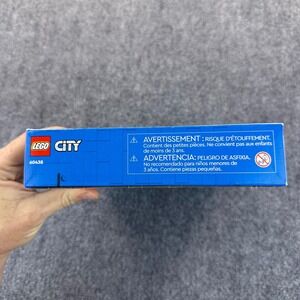 LEGO CITY
60438
AVERTISSEMENT : RISQUE D'ÉTOUFFEMENT.
Contient des petites pièces. Ne convient pas aux enfants
de moins de 3 ans.
ADVERTENCIA: PELIGRO DE ASFIXIA.
No recomendado para niños menores de
3 años. Contiene piezas pequeñas.